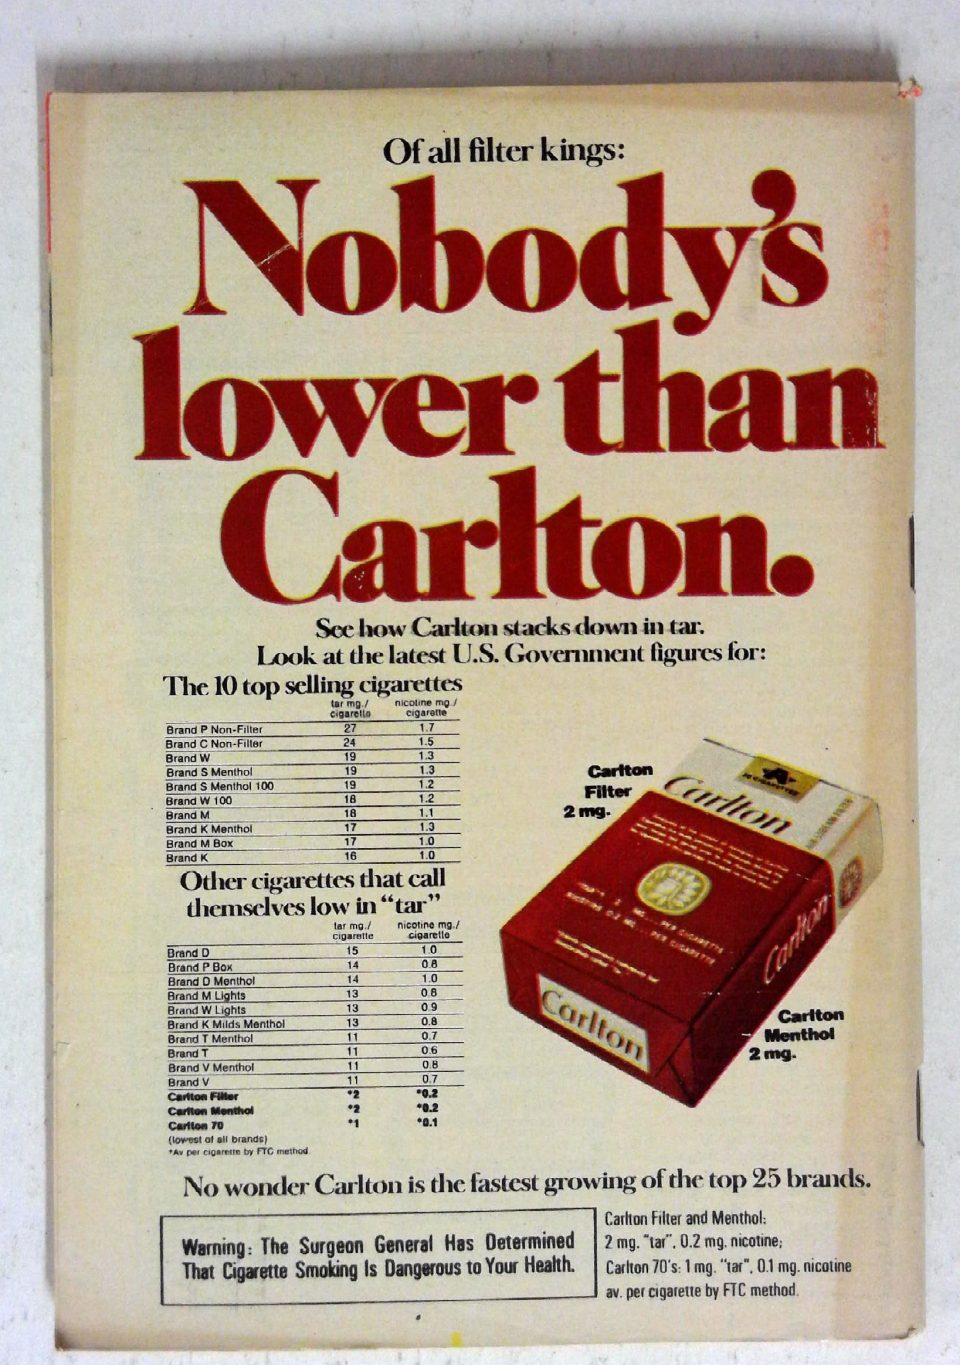 Of all filter kings:
Nobody's
lower than
Carlton.
See how Carlton stacks down in tar.
Look at the latest U.S. Government figures for:
The 10 top selling cigarettes
tar mg./ nicotine mg./
cigarette cigarette
Brand P Non-Filter 27 1.7
Brand C Non-Filter 24 1.5
Brand W 19 1.3
Brand S Menthol 19 1.3
Brand S Menthol 100 19 1.2
Brand W 100 18 1.2
Brand M 18 1.1
Brand K Menthol 17 1.3
Brand M Box 17 1.0
Brand K 16 1.0
Other cigarettes that call
themselves low in “tar”
tar mg./ nicotine mg./
cigarette cigarette
Brand D 15 1.0
Brand P Box 14 0.8
Brand D Menthol 14 1.0
Brand M Lights 13 0.8
Brand W Lights 13 0.9
Brand K Milds Menthol 13 0.8
Brand T Menthol 11 0.7
Brand T 11 0.6
Brand V Menthol 11 0.8
Brand V 11 0.7
Carlton Filter *2 *0.2
Carlton Menthol *2 *0.2
Carlton 70 *1 *0.1
(lowest of all brands)
*Av per cigarette by FTC method
Carlton
Filter
2 mg.
Carlton
2 MG. PER CIGARETTE
NICOTINE 0.2 MG. PER CIGARETTE
Carlton
Carlton
Carlton
Menthol
2 mg.
No wonder Carlton is the fastest growing of the top 25 brands.
Warning: The Surgeon General Has Determined
That Cigarette Smoking Is Dangerous to Your Health.
Carlton Filter and Menthol:
2 mg. "tar", 0.2 mg. nicotine;
Carlton 70's: 1 mg. "tar", 0.1 mg. nicotine
av. per cigarette by FTC method.